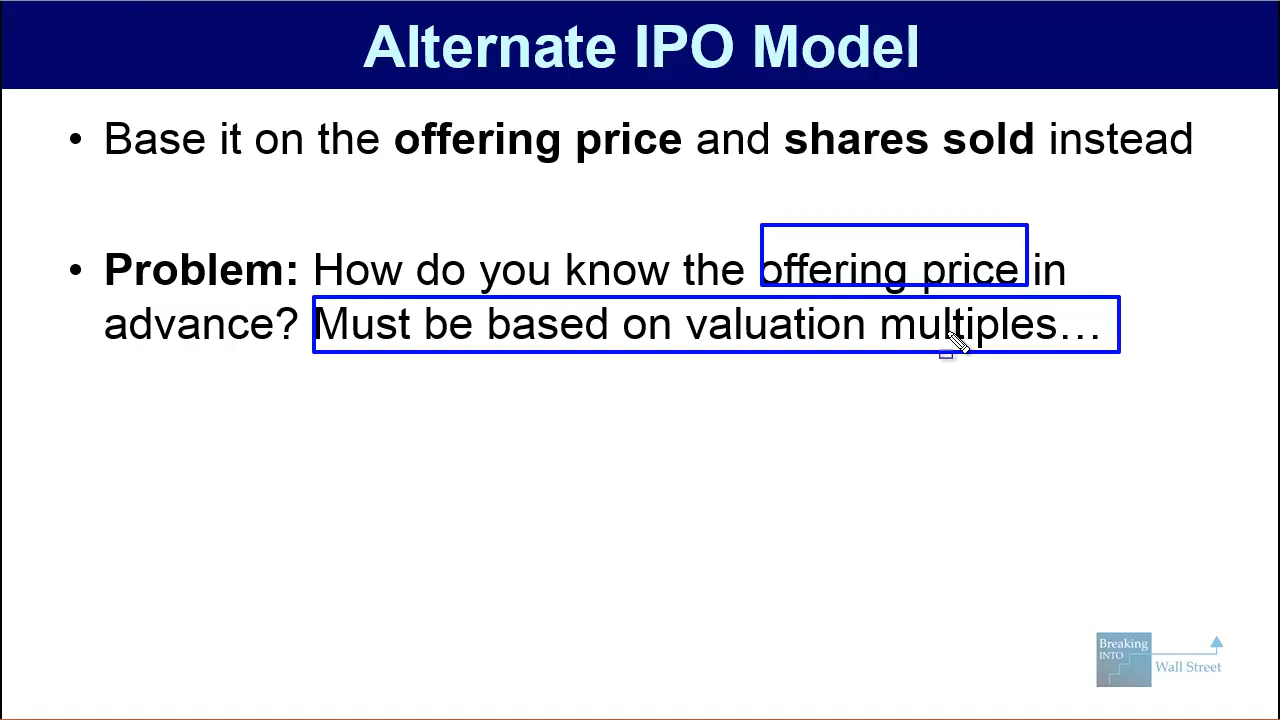 Alternate IPO Model
• Base it on the offering price and shares sold instead
• Problem: How do you know the offering price in
advance? Must be based on valuation multiples…
Breaking
INTO
Wall Street